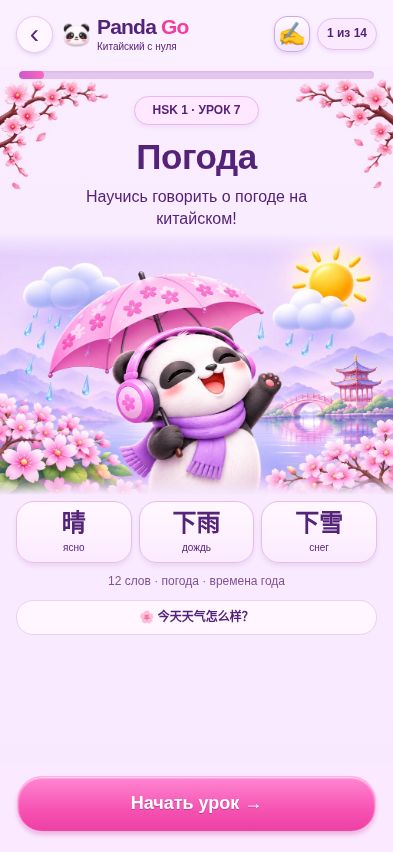 ‹
Panda Go
Китайский с нуля
1 из 14
HSK 1 · УРОК 7
Погода
Научись говорить о погоде на
китайском!
晴
ясно
下雨
дождь
下雪
снег
12 слов · погода · времена года
🌸 今天天气怎么样?
Начать урок →